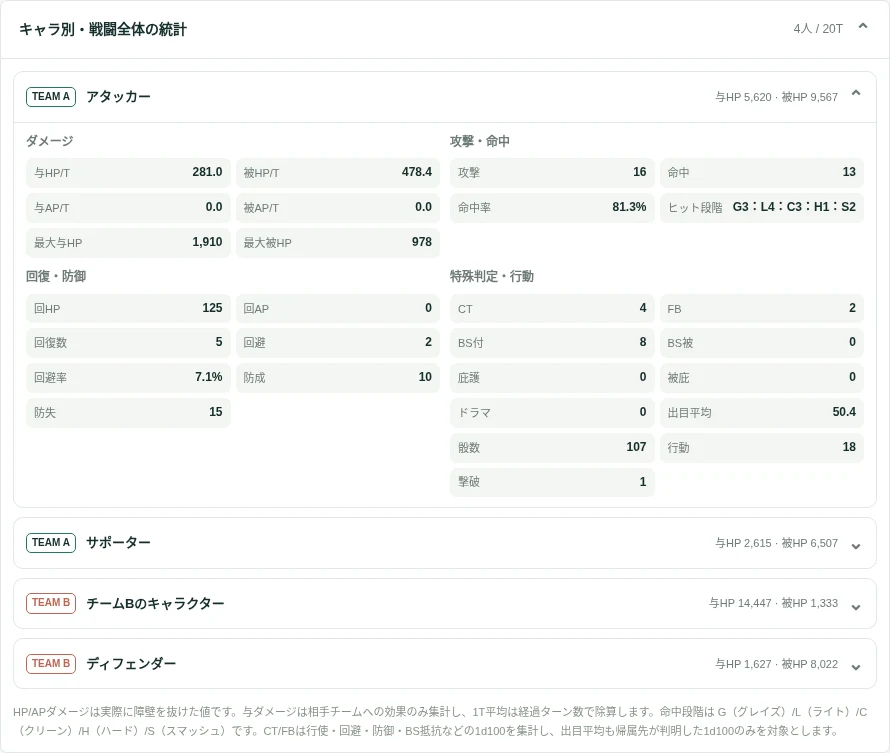 キャラ別・戦闘全体の統計
4人 / 20T
TEAM A アタッカー
与HP 5,620 · 被HP 9,567
ダメージ
与HP/T 281.0
被HP/T 478.4
与AP/T 0.0
被AP/T 0.0
最大与HP 1,910
最大被HP 978
攻撃・命中
攻撃 16
命中 13
命中率 81.3%
ヒット段階 G3：L4：C3：H1：S2
回復・防御
回HP 125
回AP 0
回復数 5
回避 2
回避率 7.1%
防成 10
防失 15
特殊判定・行動
CT 4
FB 2
BS付 8
BS被 0
庇護 0
被庇 0
ドラマ 0
出目平均 50.4
骰数 107
行動 18
撃破 1
TEAM A サポーター
与HP 2,615 · 被HP 6,507
TEAM B チームBのキャラクター
与HP 14,447 · 被HP 1,333
TEAM B ディフェンダー
与HP 1,627 · 被HP 8,022
HP/APダメージは実際に障壁を抜けた値です。与ダメージは相手チームへの効果のみ集計し、1T平均は経過ターン数で除算します。命中段階は G（グレイズ）/L（ライト）/C
（クリーン）/H（ハード）/S（スマッシュ）です。CT/FBは行使・回避・防御・BS抵抗などの1d100を集計し、出目平均も帰属先が判明した1d100のみを対象とします。